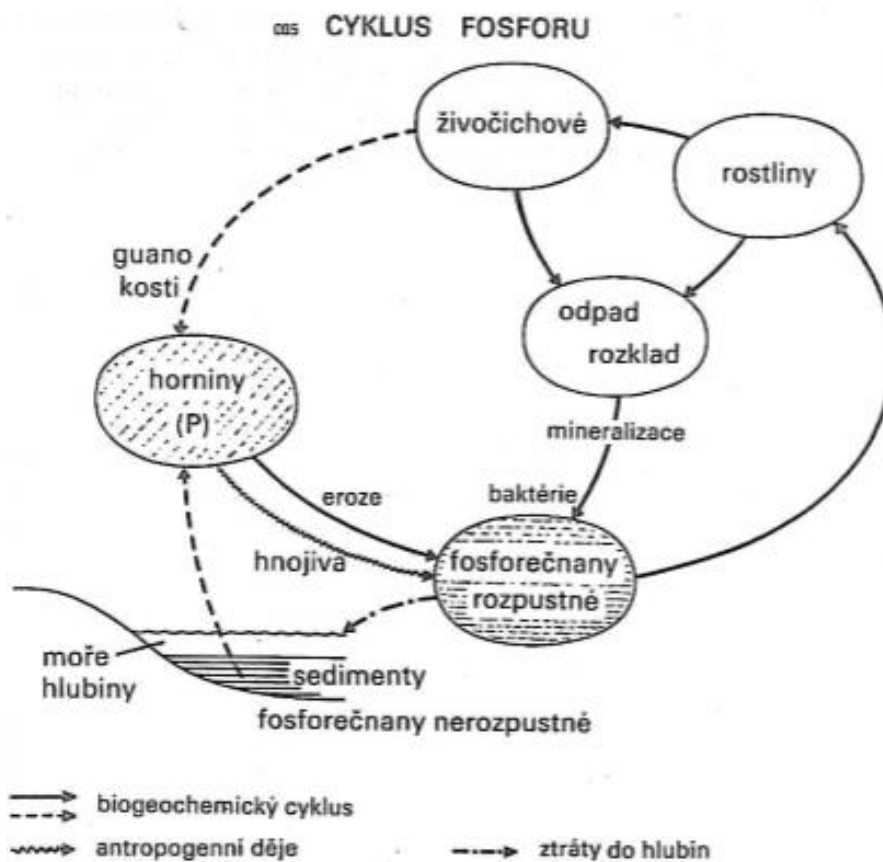 CYKLUS FOSFORU
živočichové
rostliny
guano
kosti
odpad
rozklad
horniny
(P)
mineralizace
eroze
baktérie
hnojiva
fosforečnany
rozpustné
moře
hlubiny
sedimenty
fosforečnany nerozpustné
biogeochemický cyklus
antropogenní děje
ztráty do hlubin